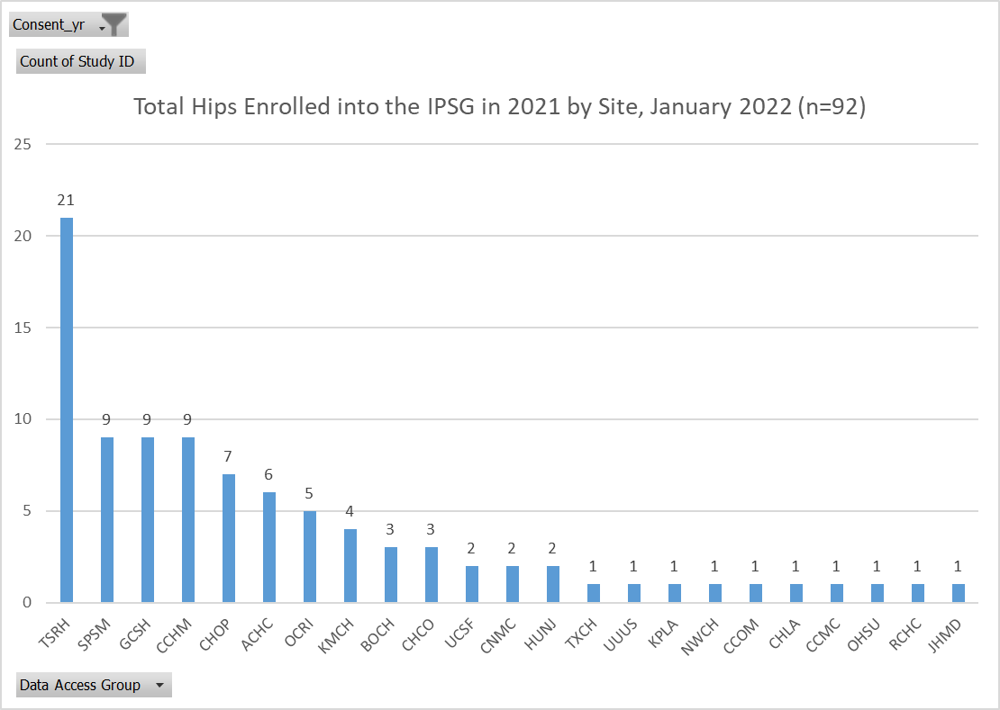 Consent_yr
Count of Study ID
Total Hips Enrolled into the IPSG in 2021 by Site, January 2022 (n=92)
25
20
15
10
5
0
21
9
9
9
7
6
5
4
3
3
2
2
2
1
1
1
1
1
1
1
1
1
1
TSRH
SPSM
GCSH
CCHM
CHOP
ACHC
OCRI
KMCH
BOCH
CHCO
UCSF
CNMC
HUNJ
TXCH
UUUS
KPLA
NWCH
CCOM
CHLA
CCMC
OHSU
RCHC
JHMD
Data Access Group